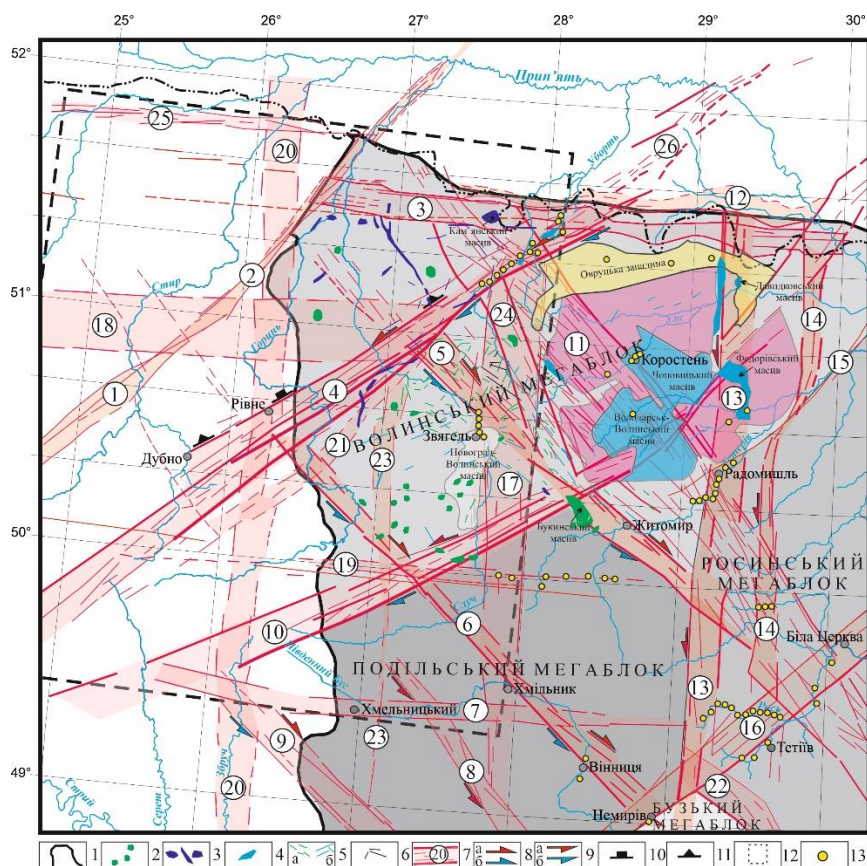 25° 26° 27° 28° 29° 30°
52°
Прип'ять
25
20
26
Уборть
12
3
Кам'янський масив
Овруцька западина
Давидковський масив
2
51°
Стир
24
14
18
Горинь
5
11
Уж
Коростень
Федорівський масив
15
Чоповицький масив
13
1
4
Рівне
ВОЛИНСЬКИЙ МЕГАБЛОК
Володарськ-Волинський масив
Дубно
21
23
Звягель
Новоград-Волинський масив
17
Радомишль
50°
Букинський масив
Житомир
19
РОСИНСЬКИЙ МЕГАБЛОК
Случ
10
6
14
Біла Церква
Південний Буг
ПОДІЛЬСЬКИЙ МЕГАБЛОК
Хмільник
13
Хмельницький
7
Рось
16
23
9
Тетіїв
49°
Збруч
8
Вінниця
20
22
Стрий
Серет
Немирів
БУЗЬКИЙ МЕГАБЛОК
1 2 3 4 а б 5 6 20 7 а б 8 а б 9 10 11 12 13